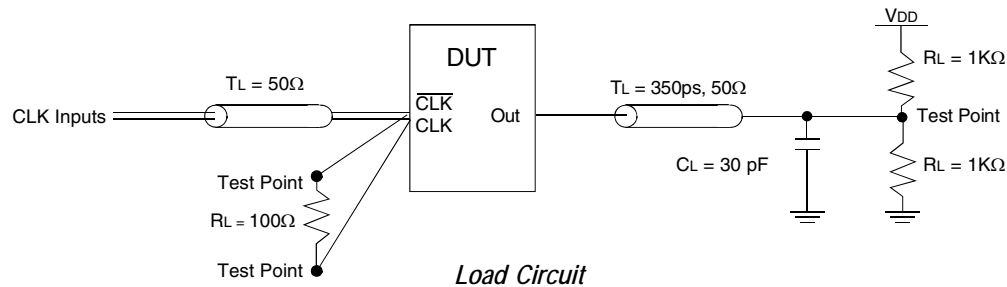 VDD
DUT
RL = 1KΩ
TL = 50Ω
TL = 350ps, 50Ω
CLK
CLK Inputs
CLK
Out
Test Point
CL = 30 pF
RL = 1KΩ
Test Point
RL = 100Ω
Test Point
Load Circuit